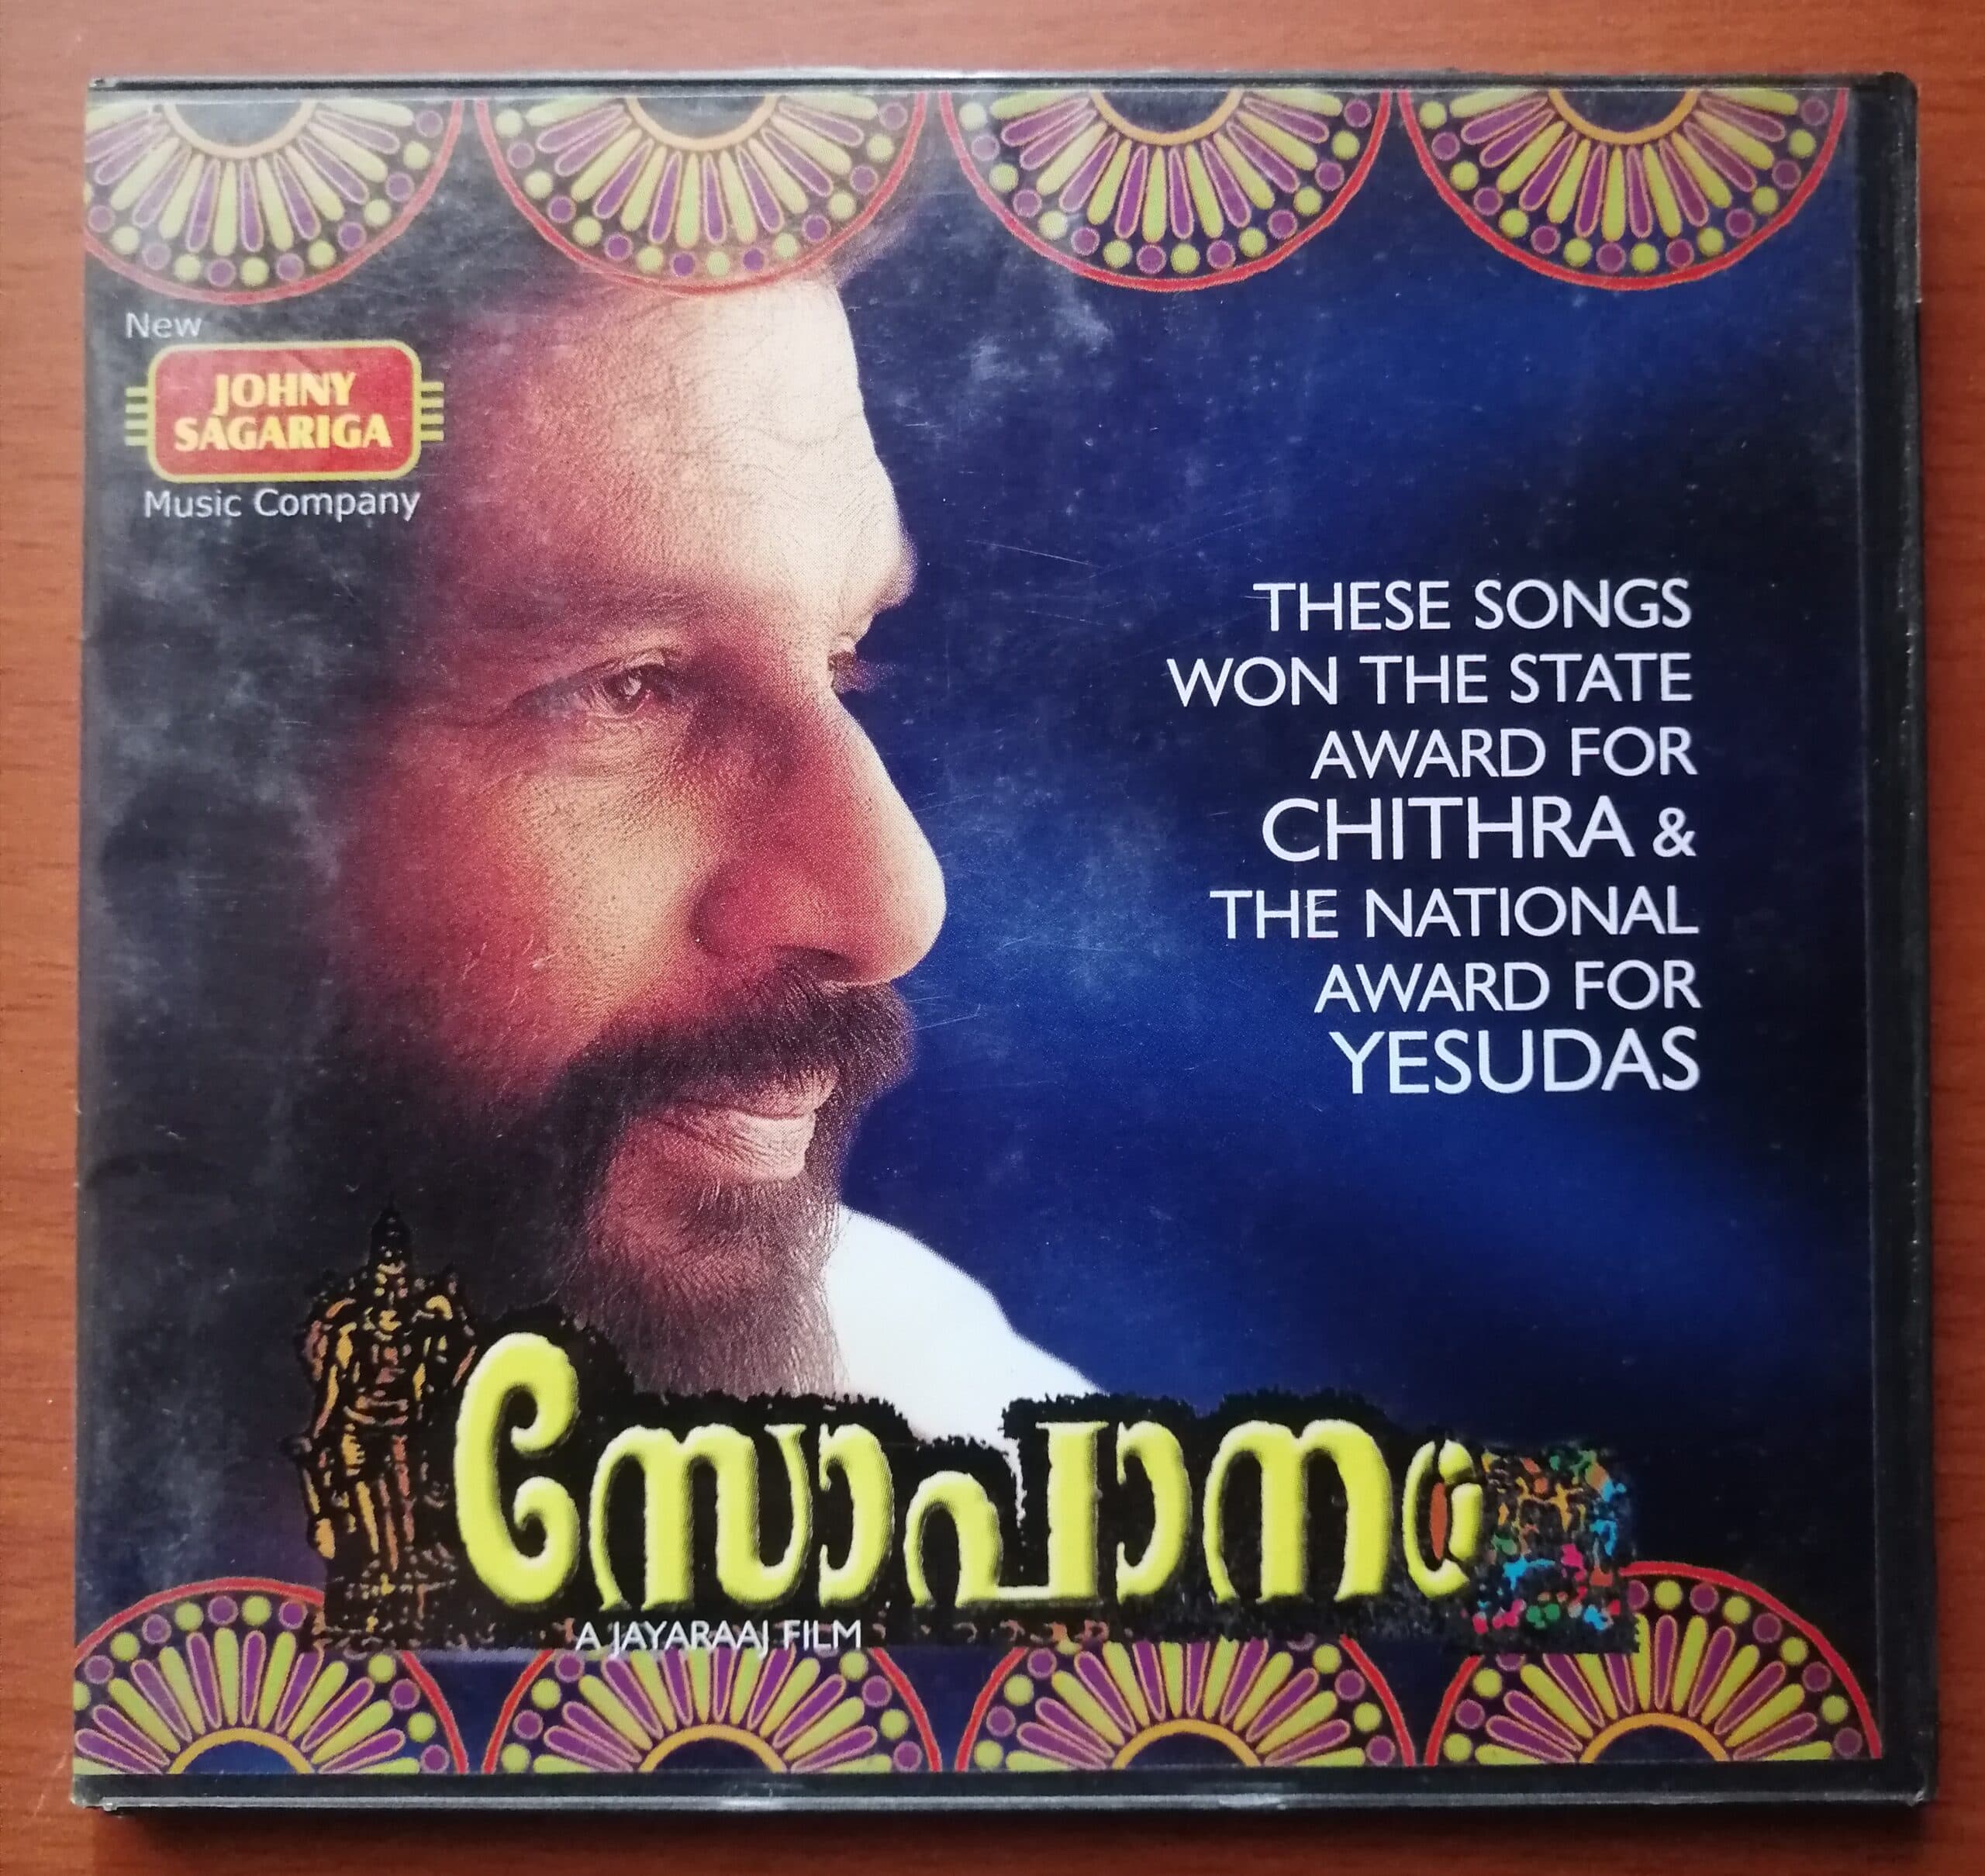 New
JOHNY
SAGARIGA
Music Company
THESE SONGS
WON THE STATE
AWARD FOR
CHITHRA &
THE NATIONAL
AWARD FOR
YESUDAS
സോപാനം
A JAYARAAJ FILM